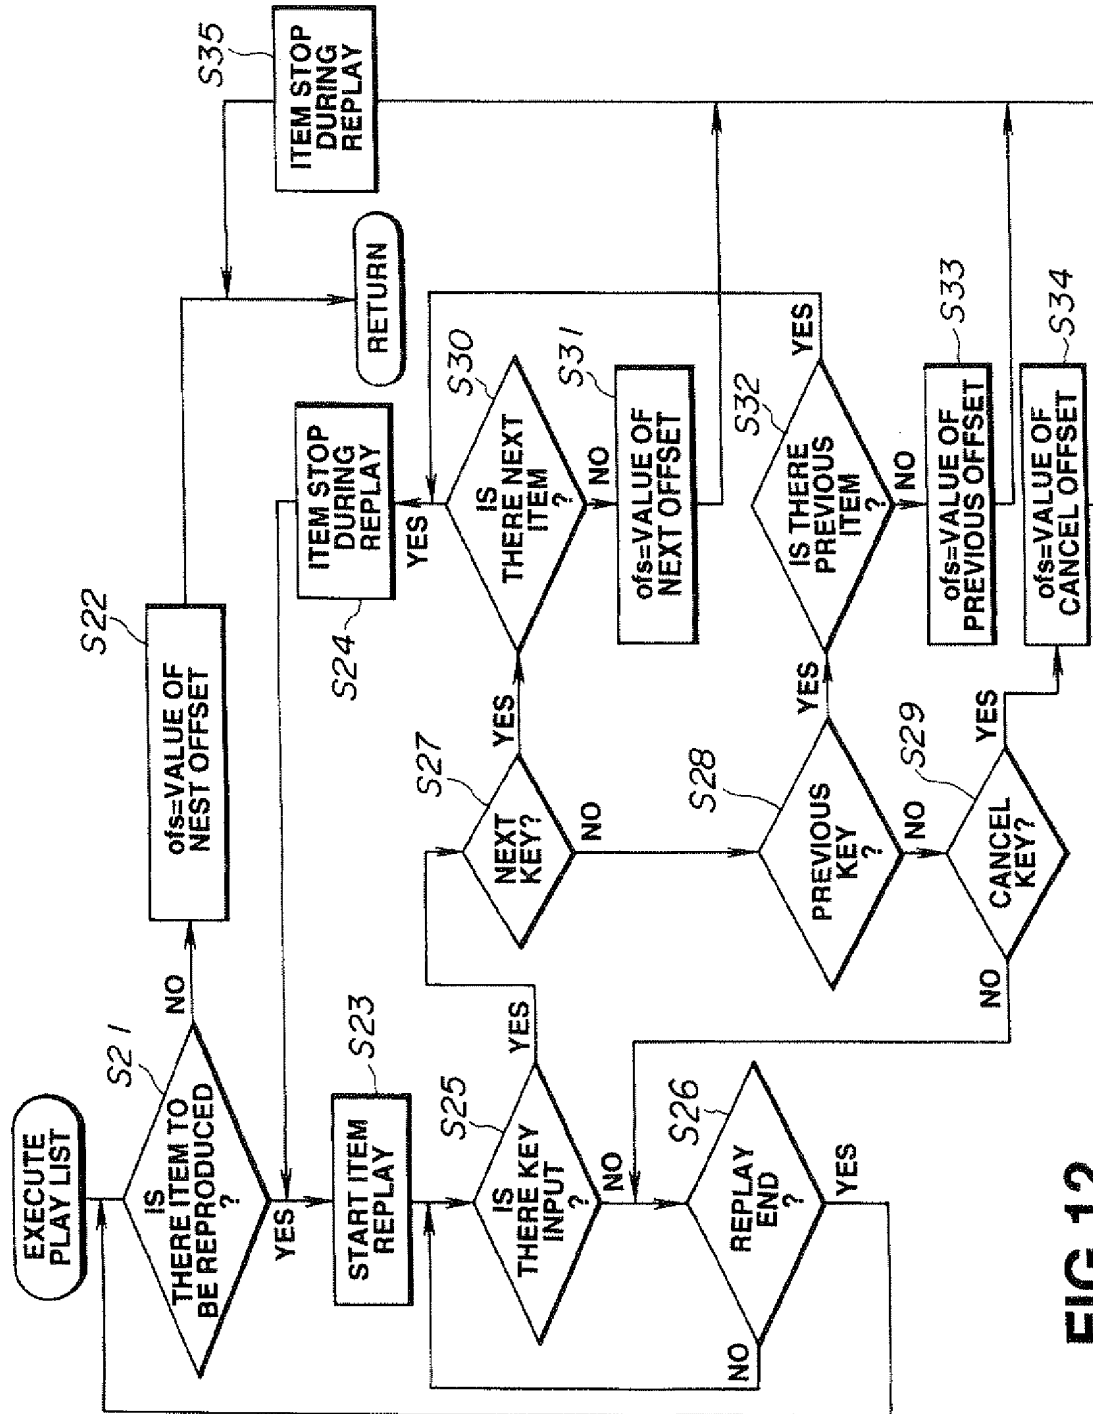 EXECUTE
PLAY LIST
S21
IS
THERE ITEM TO
BE REPRODUCED
?
NO
YES
S22
ofs=VALUE OF
NEST OFFSET
S23
START ITEM
REPLAY
S24
ITEM STOP
DURING
REPLAY
S35
ITEM STOP
DURING
REPLAY
RETURN
S25
IS
THERE KEY
INPUT
?
YES
NO
S26
REPLAY
END
?
NO
YES
S27
NEXT
KEY?
YES
NO
S28
PREVIOUS
KEY
?
YES
NO
S29
CANCEL
KEY?
YES
NO
S30
IS
THERE NEXT
ITEM
?
YES
NO
S31
ofs=VALUE OF
NEXT OFFSET
S32
IS THERE
PREVIOUS
ITEM
?
YES
NO
S33
ofs=VALUE OF
PREVIOUS OFFSET
S34
ofs=VALUE OF
CANCEL OFFSET
FIG.12